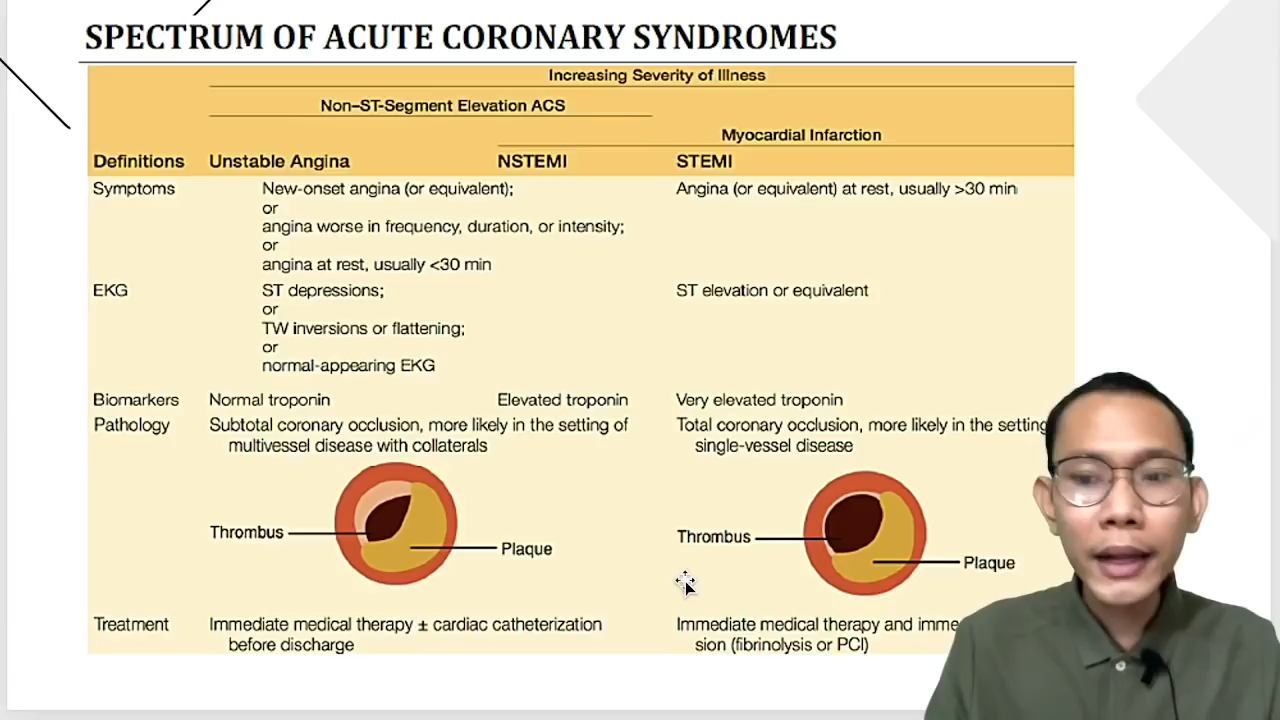 SPECTRUM OF ACUTE CORONARY SYNDROMES
Increasing Severity of Illness
Non–ST-Segment Elevation ACS
Myocardial Infarction
Definitions Unstable Angina NSTEMI STEMI
Symptoms New-onset angina (or equivalent); Angina (or equivalent) at rest, usually >30 min
or
angina worse in frequency, duration, or intensity;
or
angina at rest, usually <30 min
EKG ST depressions; ST elevation or equivalent
or
TW inversions or flattening;
or
normal-appearing EKG
Biomarkers Normal troponin Elevated troponin Very elevated troponin
Pathology Subtotal coronary occlusion, more likely in the setting of Total coronary occlusion, more likely in the setting
multivessel disease with collaterals single-vessel disease
Thrombus Thrombus
Plaque Plaque
Treatment Immediate medical therapy ± cardiac catheterization Immediate medical therapy and
before discharge sion (fibrinolysis or PCI)